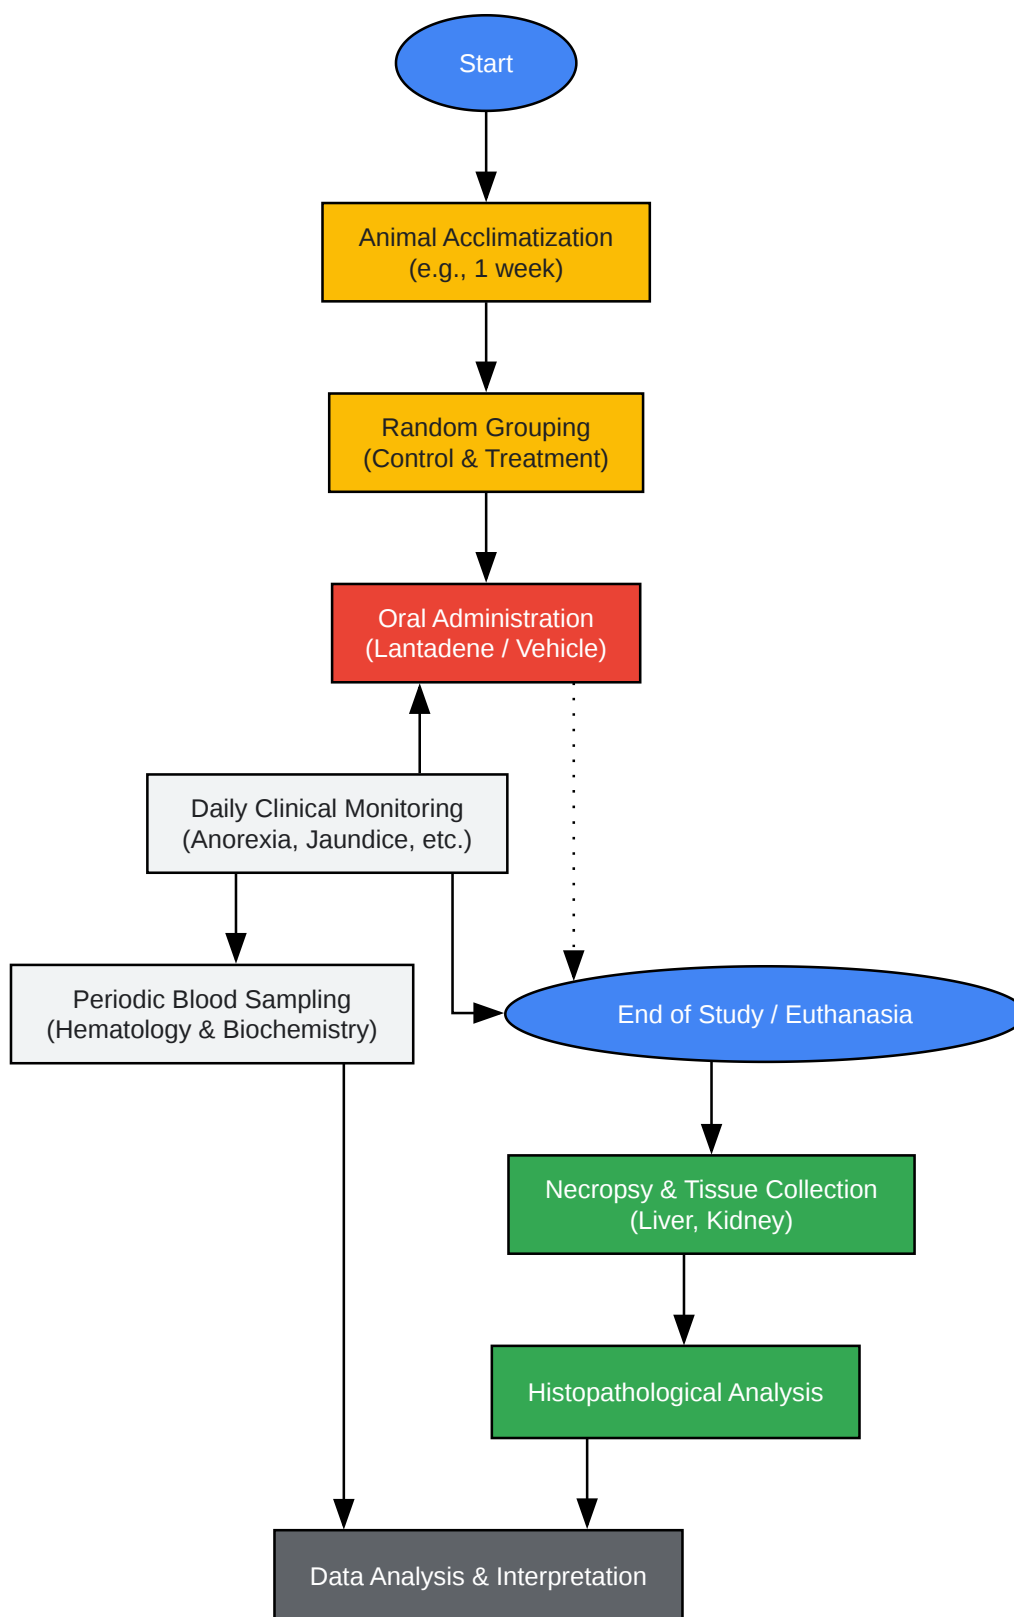 Start
Animal Acclimatization
(e.g., 1 week)
Random Grouping
(Control & Treatment)
Oral Administration
(Lantadene / Vehicle)
Daily Clinical Monitoring
(Anorexia, Jaundice, etc.)
Periodic Blood Sampling
(Hematology & Biochemistry)
End of Study / Euthanasia
Necropsy & Tissue Collection
(Liver, Kidney)
Histopathological Analysis
Data Analysis & Interpretation